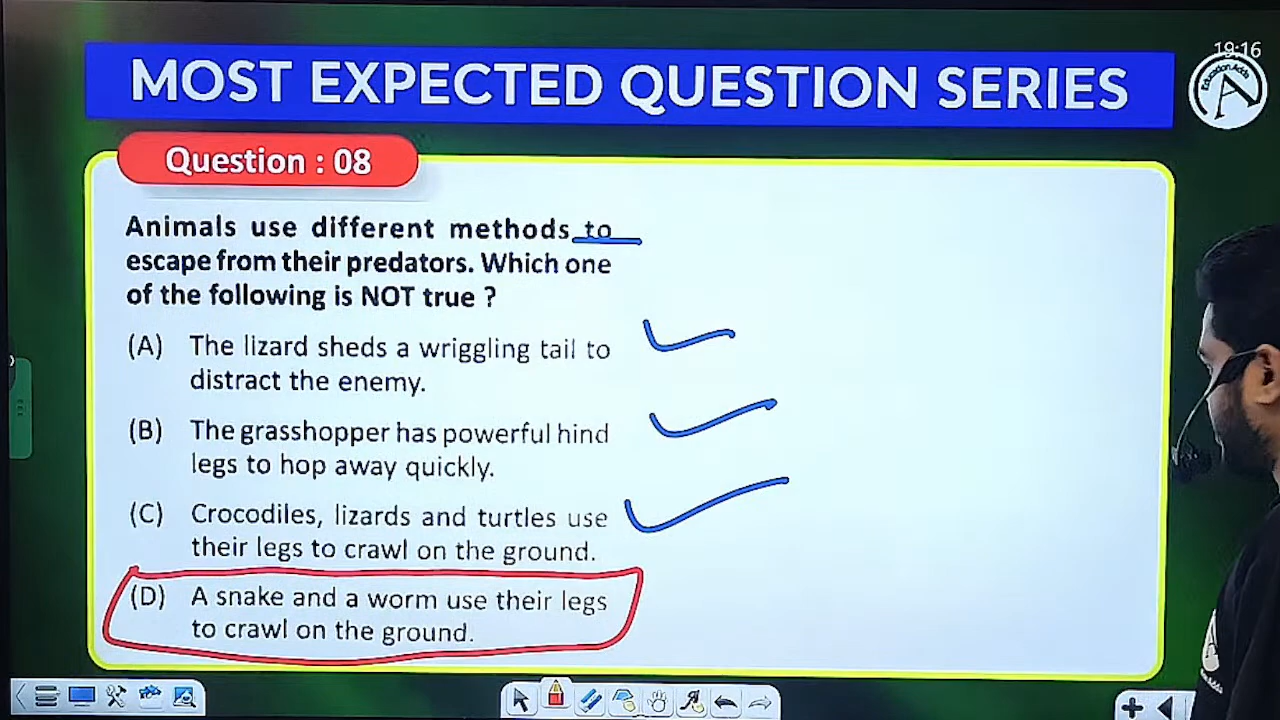 19:16
MOST EXPECTED QUESTION SERIES
Education Adda
A
Question : 08
Animals use different methods to
escape from their predators. Which one
of the following is NOT true ?
(A) The lizard sheds a wriggling tail to
distract the enemy.
(B) The grasshopper has powerful hind
legs to hop away quickly.
(C) Crocodiles, lizards and turtles use
their legs to crawl on the ground.
(D) A snake and a worm use their legs
to crawl on the ground.